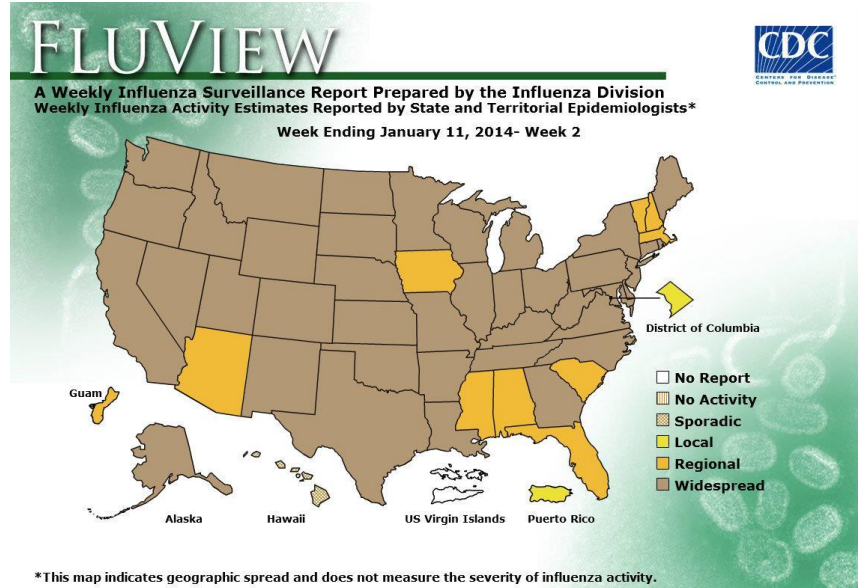 FLUVIEW
CDC
CENTERS FOR DISEASE
CONTROL AND PREVENTION
A Weekly Influenza Surveillance Report Prepared by the Influenza Division
Weekly Influenza Activity Estimates Reported by State and Territorial Epidemiologists*
Week Ending January 11, 2014- Week 2
District of Columbia
No Report
No Activity
Sporadic
Local
Regional
Widespread
Guam
Alaska
Hawaii
US Virgin Islands
Puerto Rico
*This map indicates geographic spread and does not measure the severity of influenza activity.